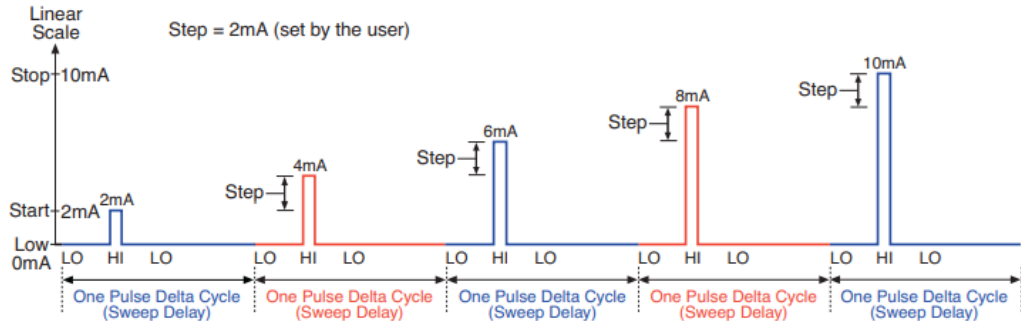 Linear
Scale
Step = 2mA (set by the user)
Stop 10mA
10mA
Step
8mA
Step
6mA
Step
4mA
Step
2mA
Start 2mA
Low
0mA
LO HI LO LO HI LO LO HI LO LO HI LO LO HI LO
One Pulse Delta Cycle
(Sweep Delay)
One Pulse Delta Cycle
(Sweep Delay)
One Pulse Delta Cycle
(Sweep Delay)
One Pulse Delta Cycle
(Sweep Delay)
One Pulse Delta Cycle
(Sweep Delay)